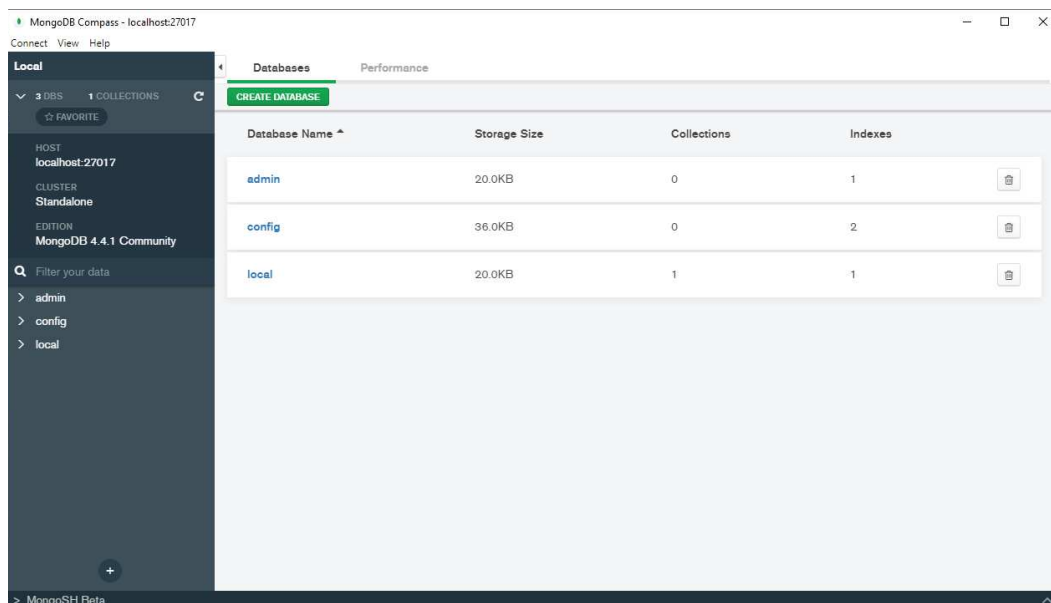 MongoDB Compass - localhost:27017
Connect View Help
Local
3 DBS 1 COLLECTIONS
FAVORITE
HOST
localhost:27017
CLUSTER
Standalone
EDITION
MongoDB 4.4.1 Community
Filter your data
admin
config
local
> MongoSH Beta
Databases Performance
CREATE DATABASE
Database Name Storage Size Collections Indexes
admin 20.0KB 0 1
config 36.0KB 0 2
local 20.0KB 1 1